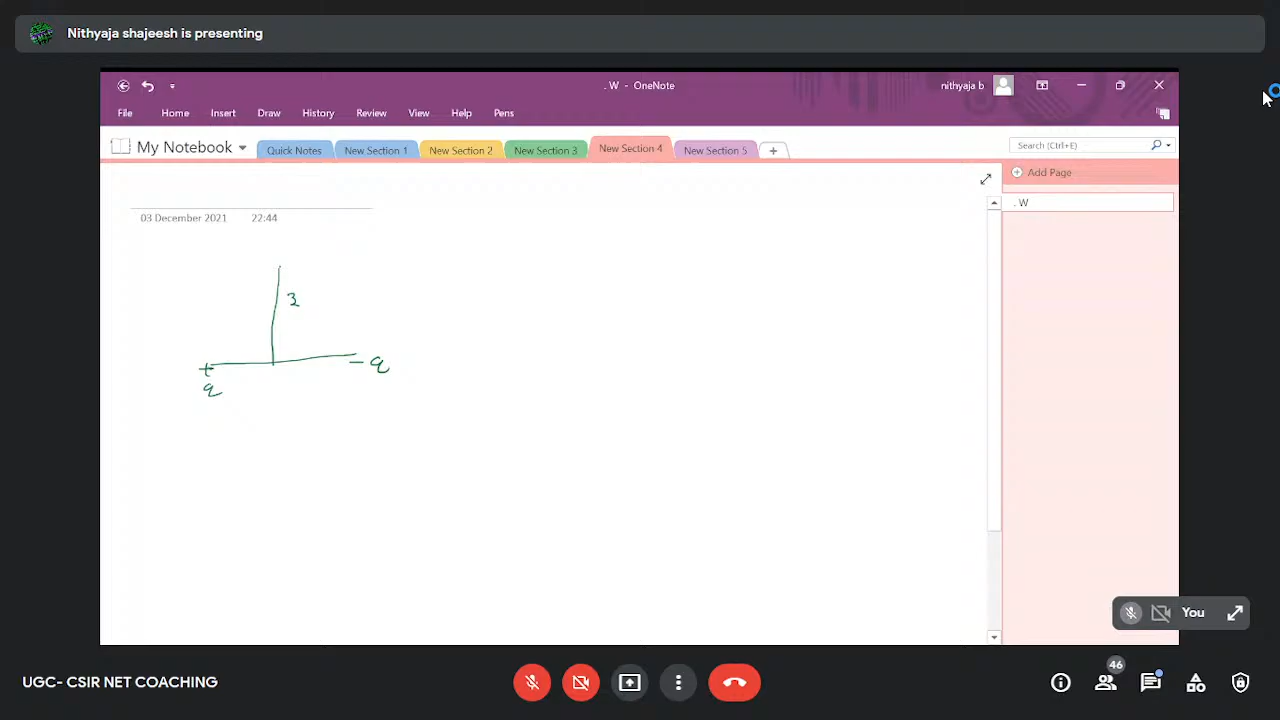 Nithyaja shajeesh is presenting
. W - OneNote
nithyaja b
File Home Insert Draw History Review View Help Pens
My Notebook
Quick Notes New Section 1 New Section 2 New Section 3 New Section 4 New Section 5 +
Search (Ctrl+E)
Add Page
. W
03 December 2021 22:44
+ - q
q
You
UGC- CSIR NET COACHING
46